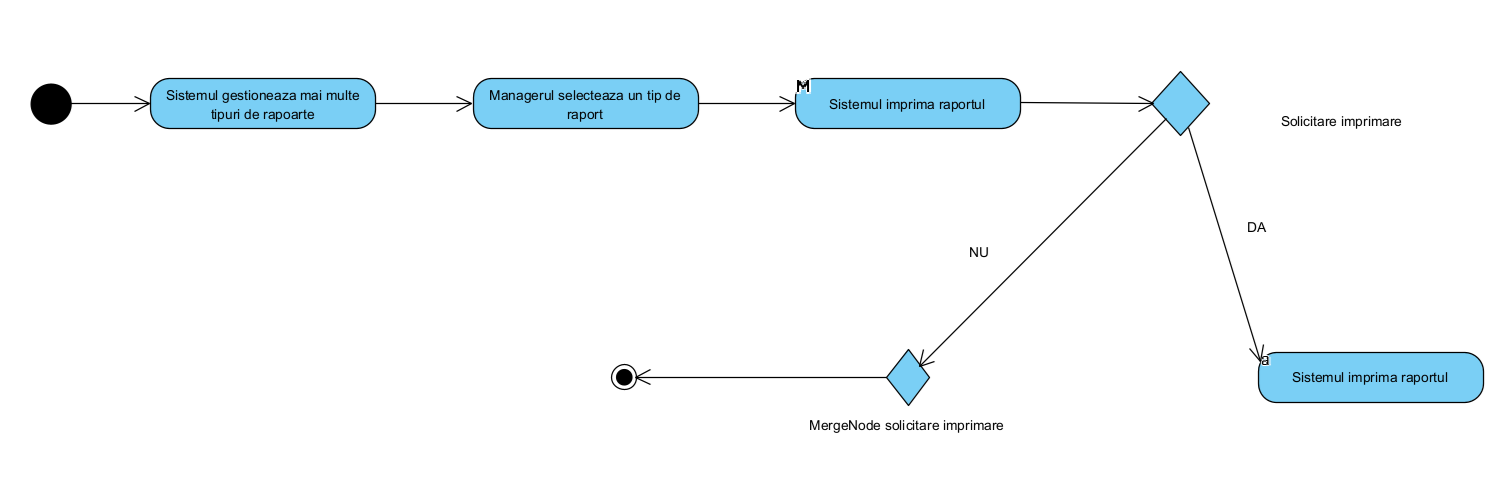 Sistemul gestioneaza mai multe
tipuri de rapoarte
Managerul selecteaza un tip de
raport
M
Sistemul imprima raportul
Solicitare imprimare
DA
NU
a
Sistemul imprima raportul
MergeNode solicitare imprimare